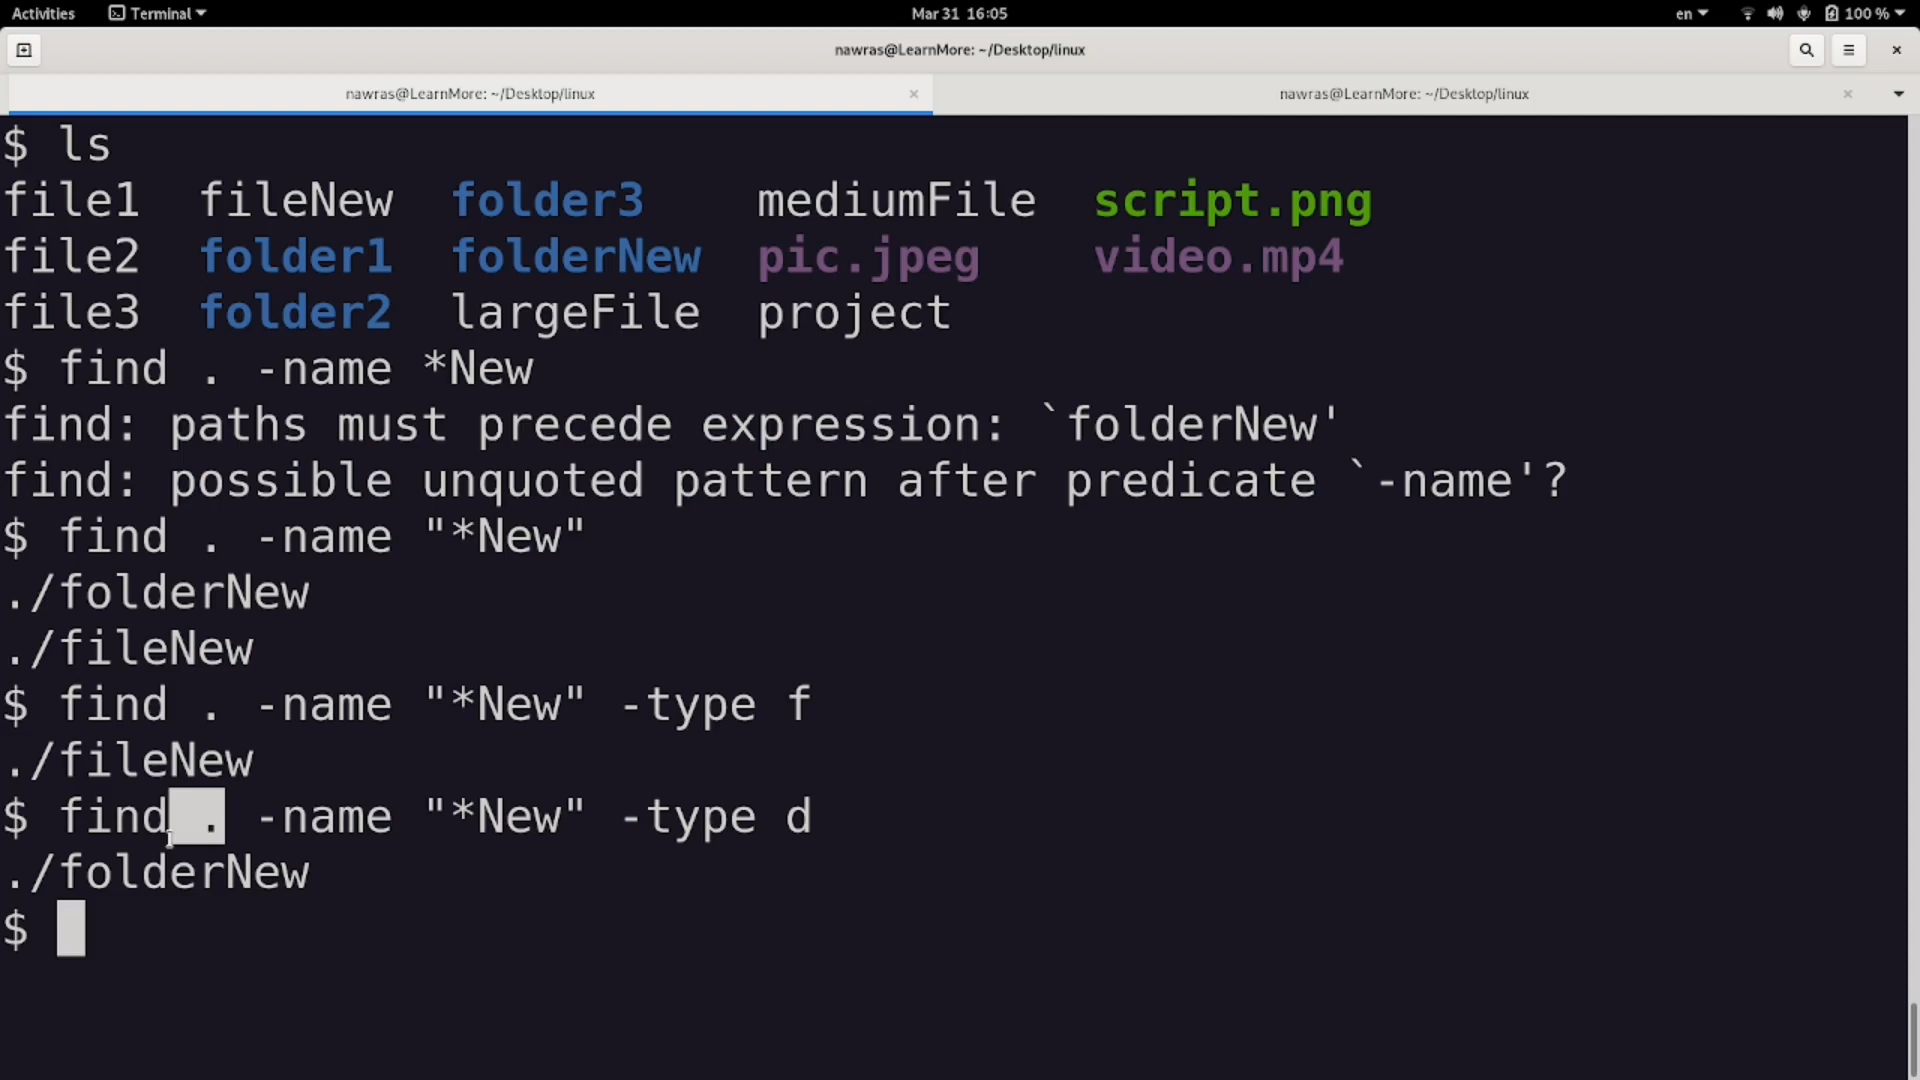 Activities Terminal Mar 31 16:05 en 100 %
nawras@LearnMore: ~/Desktop/linux
nawras@LearnMore: ~/Desktop/linux nawras@LearnMore: ~/Desktop/linux
$ ls
file1 fileNew folder3 mediumFile script.png
file2 folder1 folderNew pic.jpeg video.mp4
file3 folder2 largeFile project
$ find . -name *New
find: paths must precede expression: `folderNew'
find: possible unquoted pattern after predicate `-name'?
$ find . -name "*New"
./folderNew
./fileNew
$ find . -name "*New" -type f
./fileNew
$ find . -name "*New" -type d
./folderNew
$